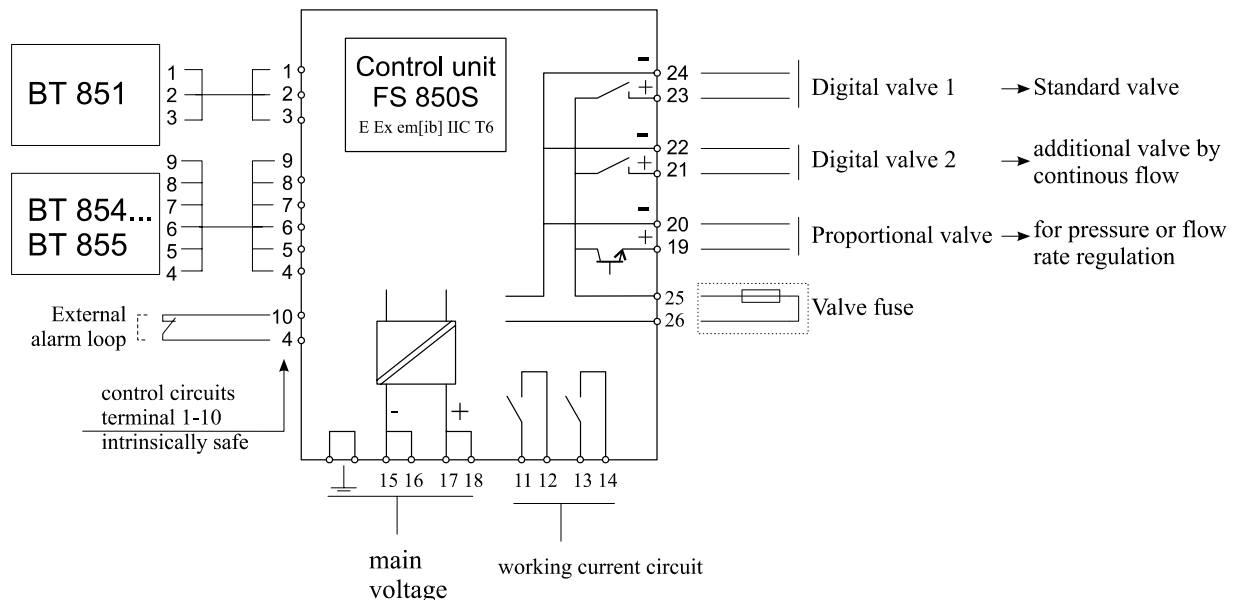 BT 851
1
2
3
1
2
3
Control unit
FS 850S
E Ex em[ib] IIC T6
BT 854...
BT 855
9
8
7
6
5
4
9
8
7
6
5
4
External
alarm loop
10
4
control circuits
terminal 1-10
intrinsically safe
-
24
+
23
Digital valve 1
Standard valve
-
22
+
21
Digital valve 2
additional valve by
continous flow
-
20
+
19
Proportional valve
for pressure or flow
rate regulation
25
26
Valve fuse
- +
15 16 17 18 11 12 13 14
main
voltage
working current circuit